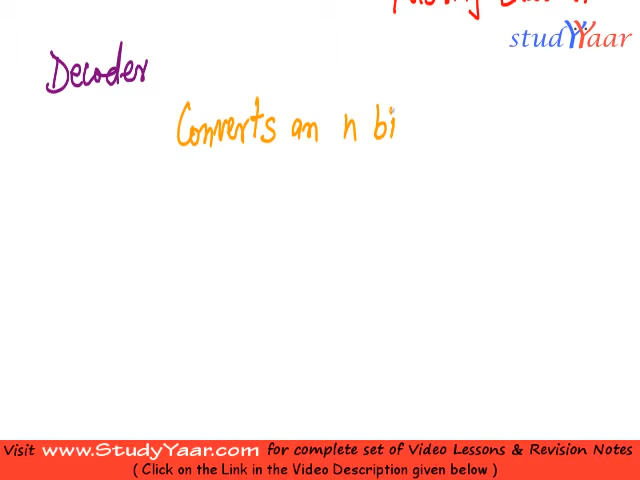 studYYaar
Decoder
Converts an n bi
Visit www.StudyYaar.com for complete set of Video Lessons & Revision Notes
( Click on the Link in the Video Description given below )